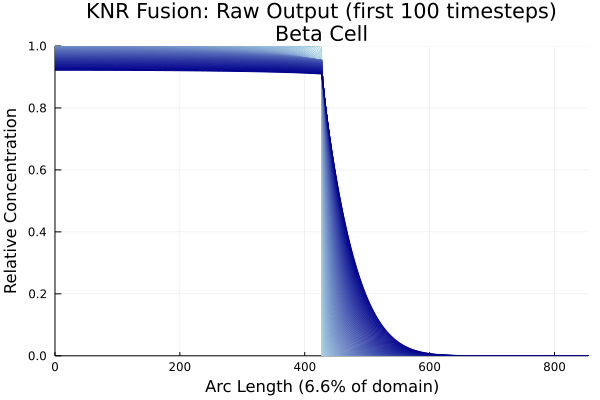 KNR Fusion: Raw Output (first 100 timesteps)
Beta Cell
1.0
0.8
0.6
0.4
0.2
0.0
Relative Concentration
0 200 400 600 800
Arc Length (6.6% of domain)